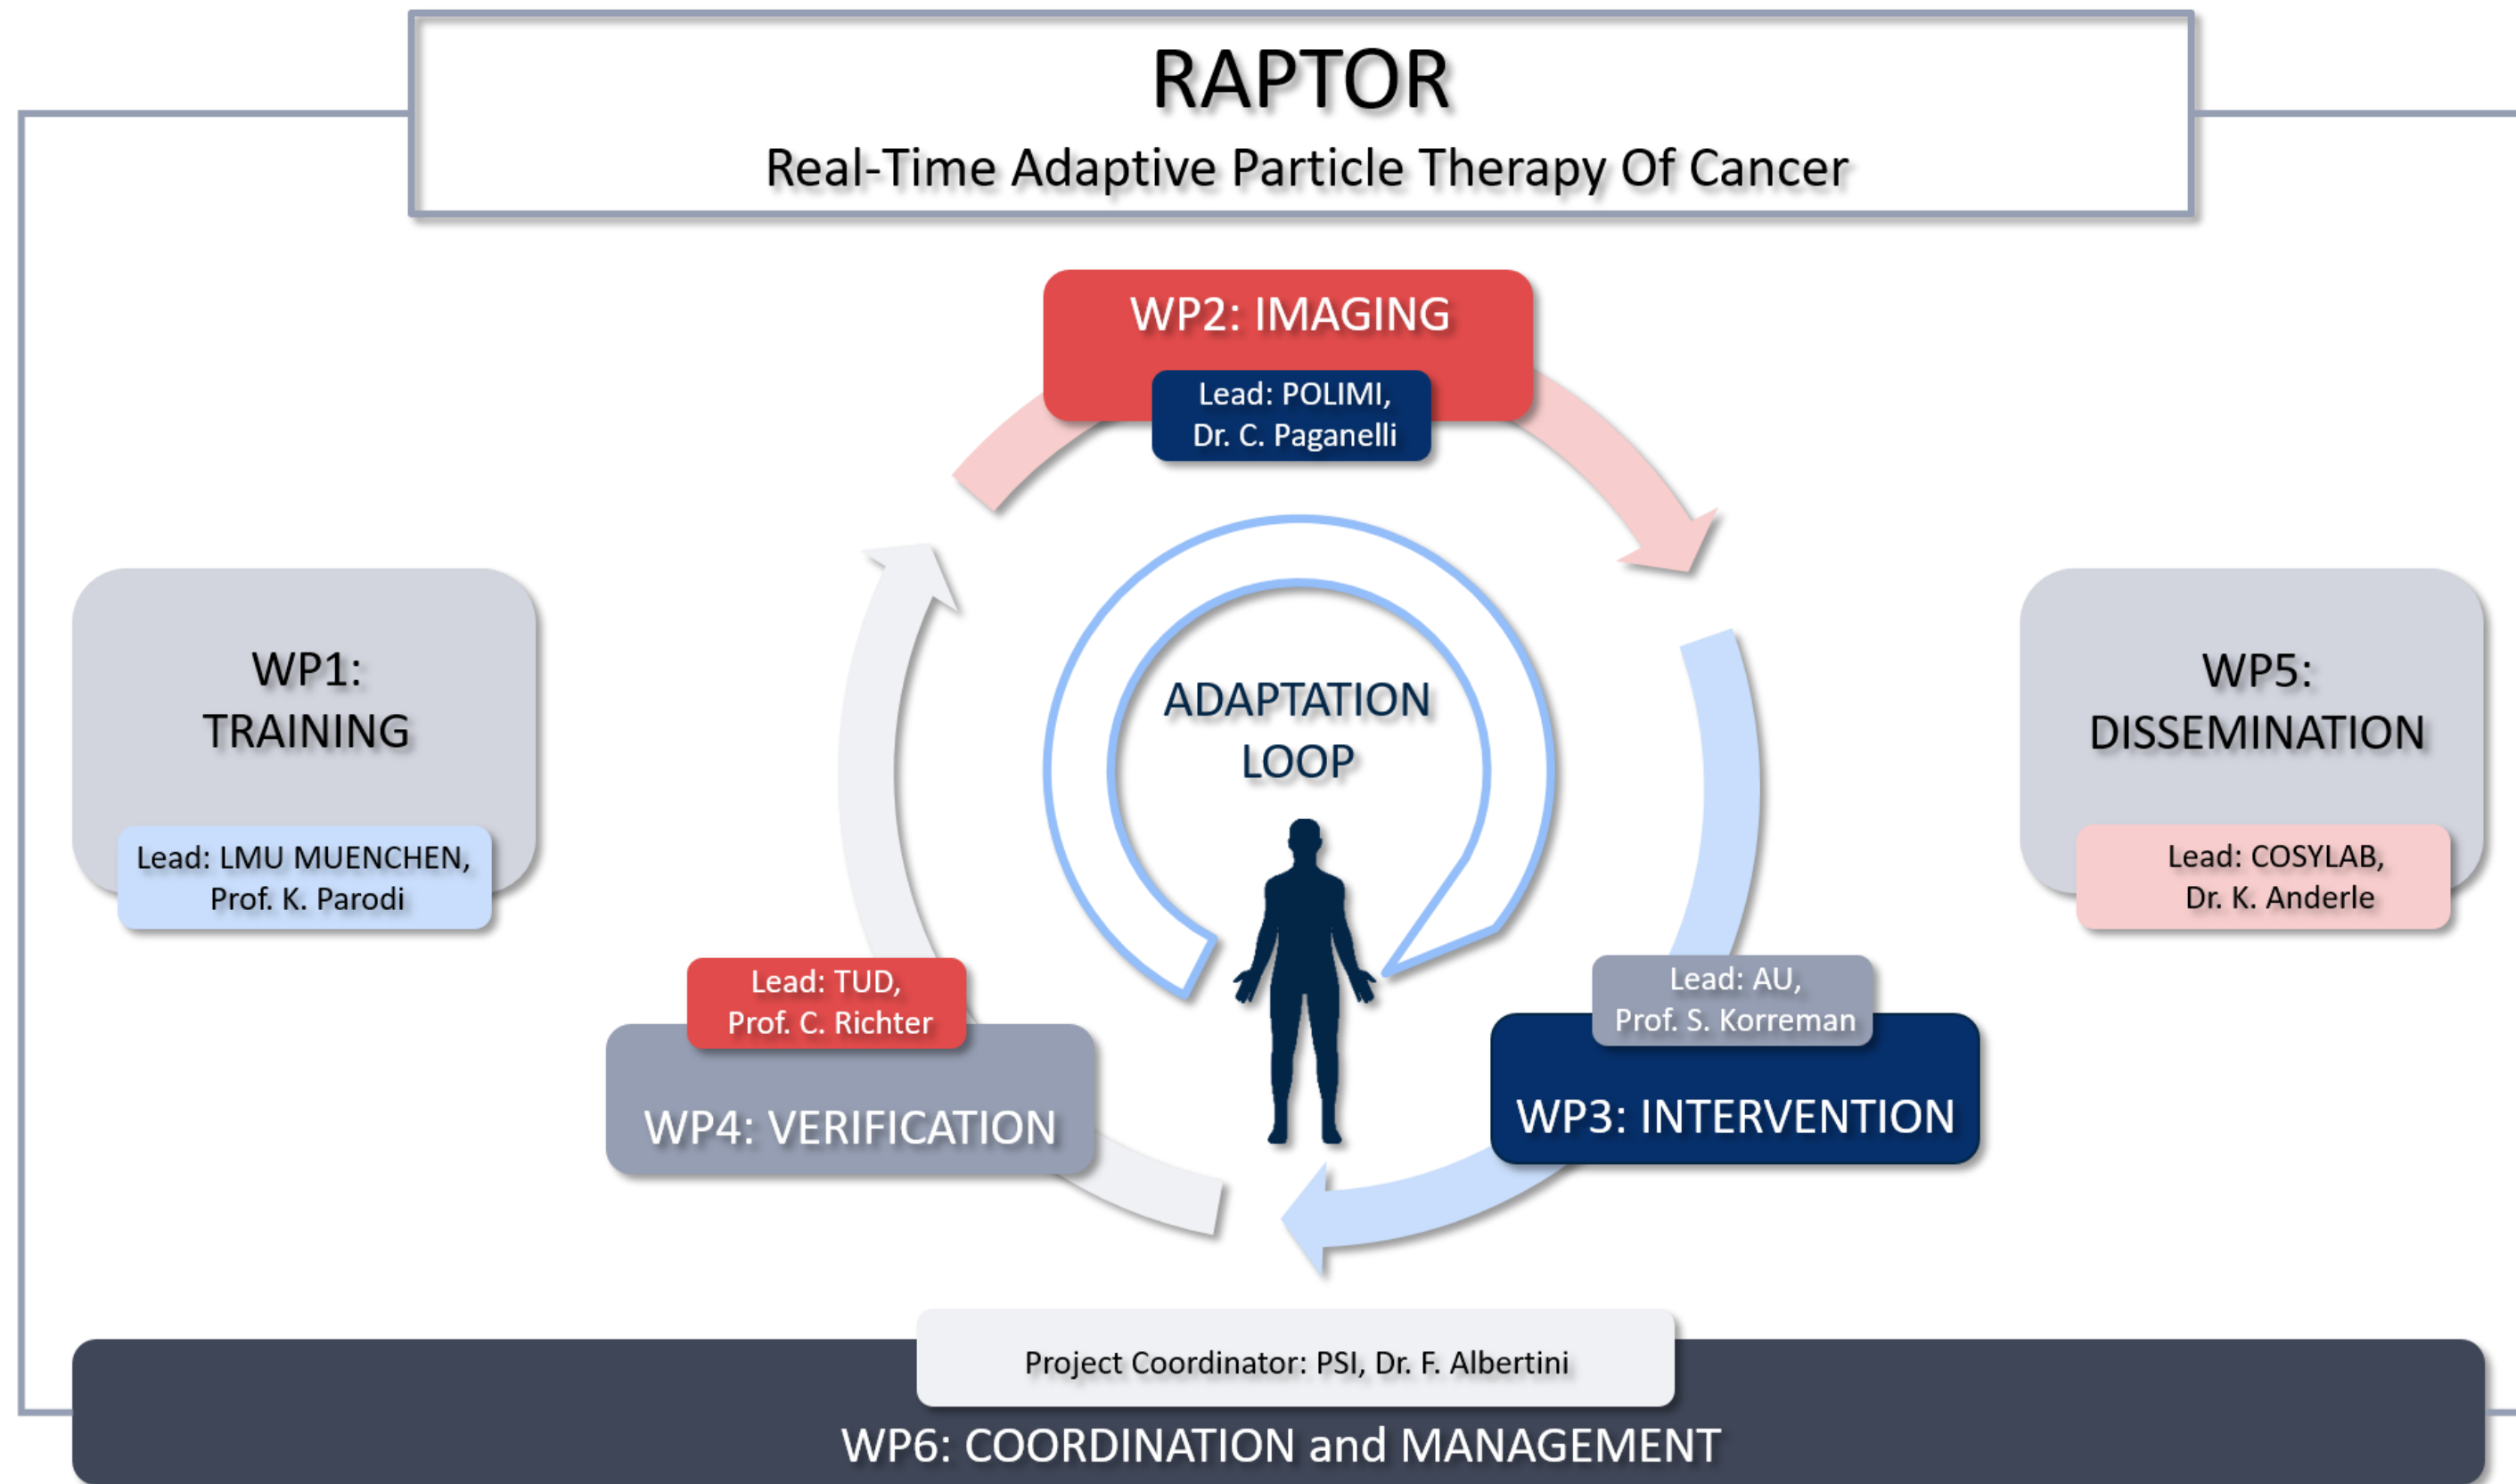 RAPTOR
Real-Time Adaptive Particle Therapy Of Cancer
WP2: IMAGING
Lead: POLIMI,
Dr. C. Paganelli
WP1:
TRAINING
Lead: LMU MUENCHEN,
Prof. K. Parodi
ADAPTATION
LOOP
WP5:
DISSEMINATION
Lead: COSYLAB,
Dr. K. Anderle
Lead: TUD,
Prof. C. Richter
WP4: VERIFICATION
Lead: AU,
Prof. S. Korreman
WP3: INTERVENTION
Project Coordinator: PSI, Dr. F. Albertini
WP6: COORDINATION and MANAGEMENT